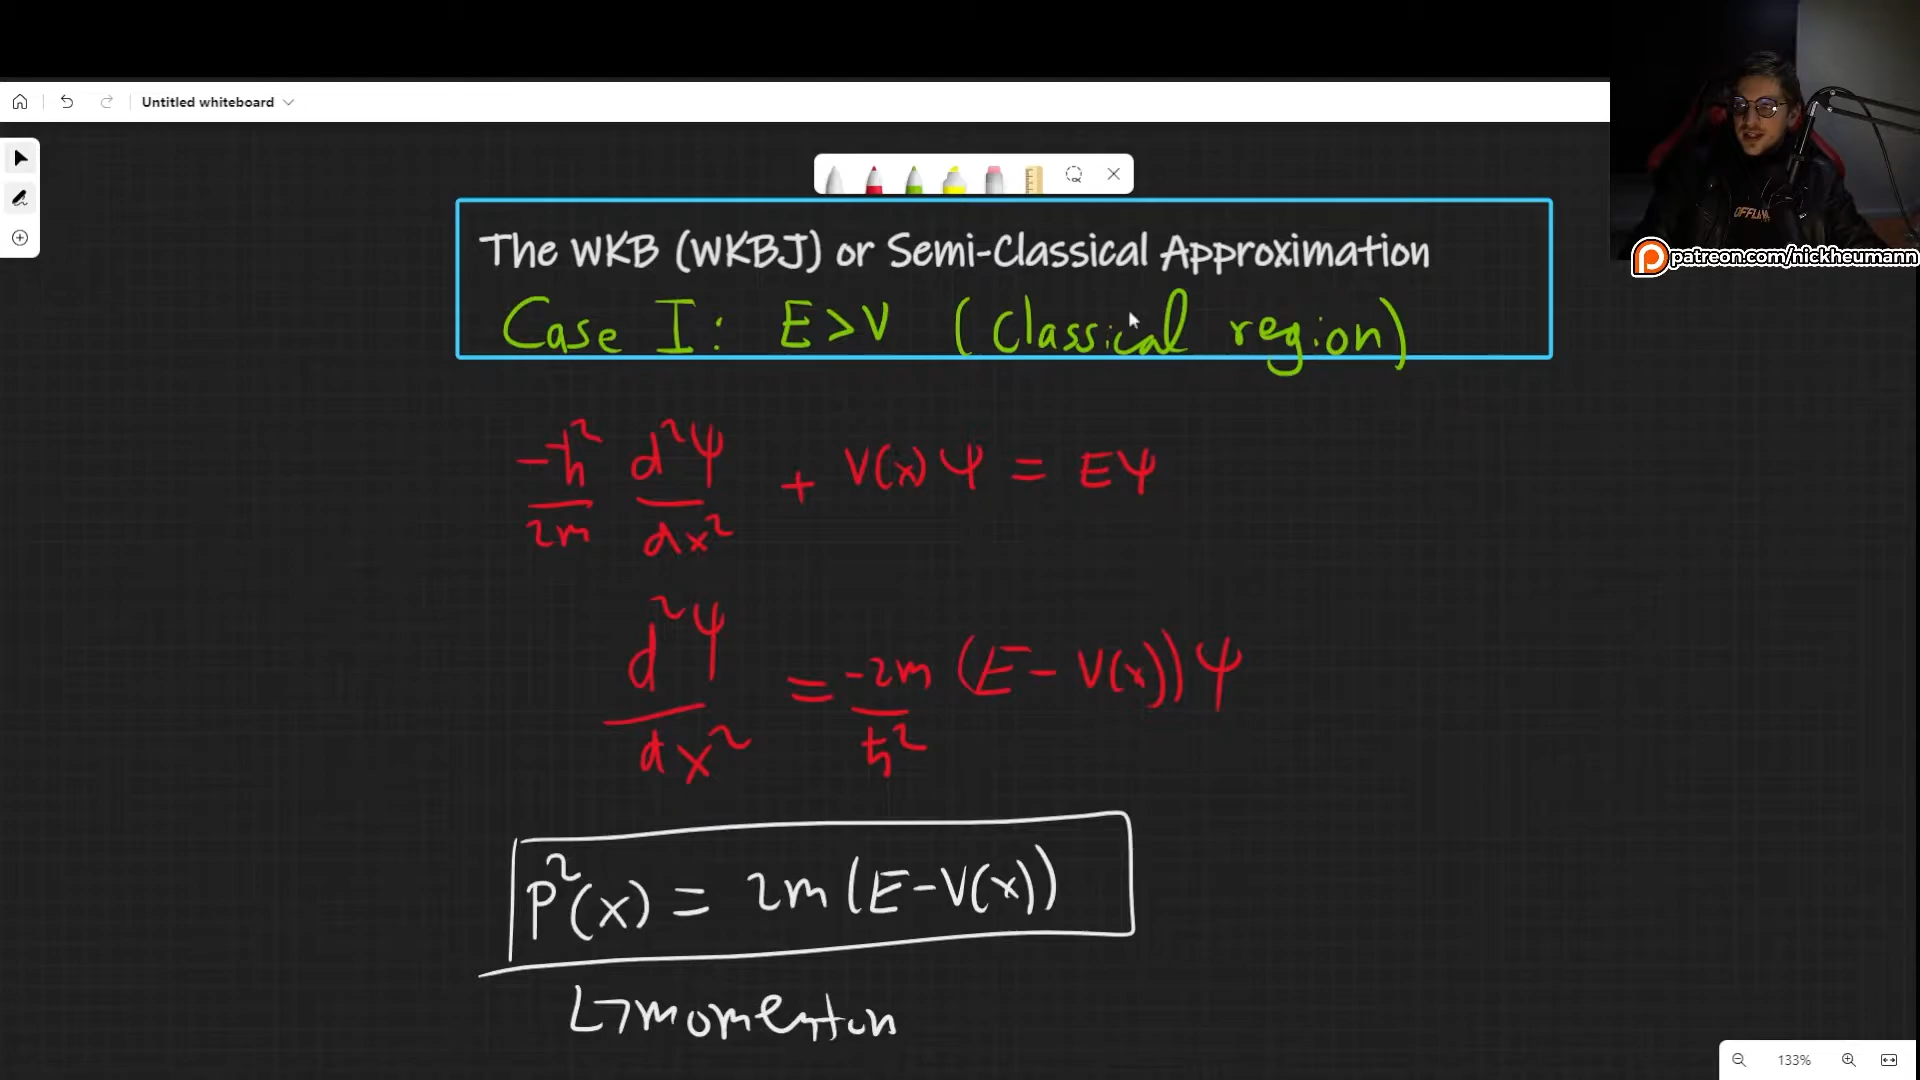 Untitled whiteboard
patreon.com/nickheumann
The WKB (WKBJ) or Semi-Classical Approximation
Case I: E>V (Classical region)
-ħ²/2m d²ψ/dx² + V(x)ψ = Eψ
d²ψ/dx² = -2m/ħ² (E - V(x))ψ
P²(x) = 2m(E-V(x))
↳momentun
133%